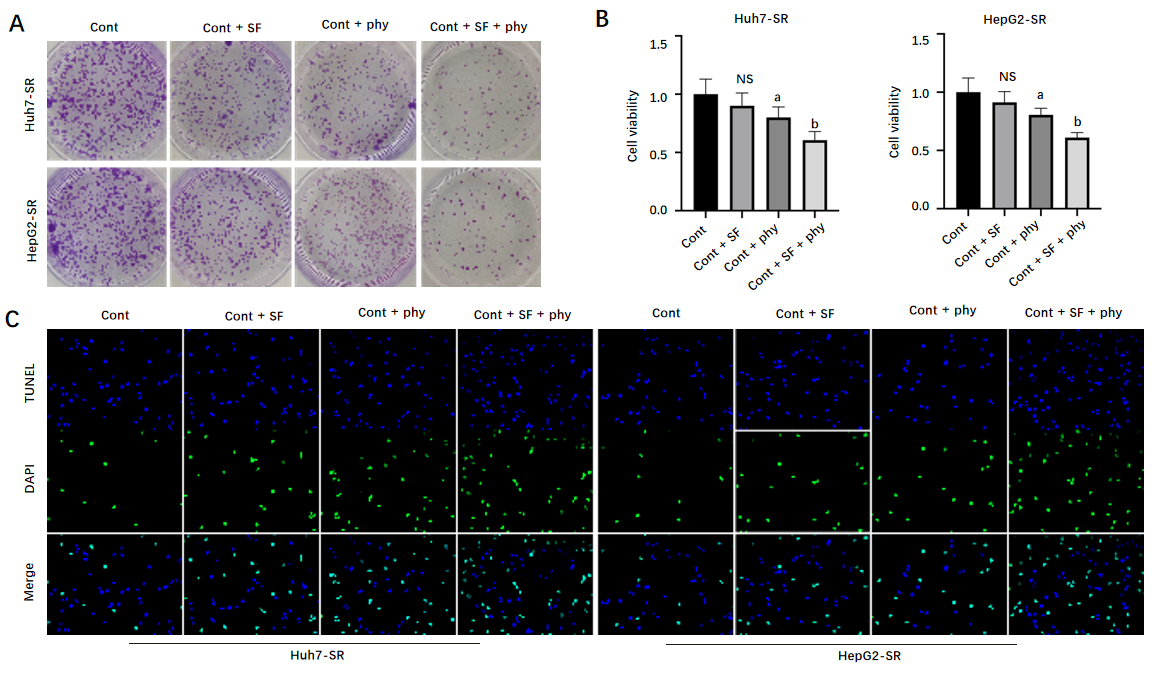 A
Cont
Cont + SF
Cont + phy
Cont + SF + phy
Huh7-SR
HepG2-SR
B
Huh7-SR
Cell viability
1.5
1.0
0.5
0.0
NS
a
b
Cont
Cont + SF
Cont + phy
Cont + SF + phy
HepG2-SR
Cell viability
1.5
1.0
0.5
0.0
NS
a
b
Cont
Cont + SF
Cont + phy
Cont + SF + phy
C
Cont
Cont + SF
Cont + phy
Cont + SF + phy
Cont
Cont + SF
Cont + phy
Cont + SF + phy
TUNEL
DAPI
Merge
Huh7-SR
HepG2-SR